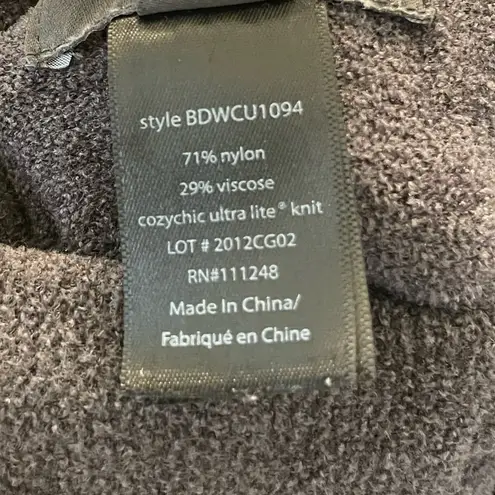 style BDWCU1094
71% nylon
29% viscose
cozychic ultra lite® knit
LOT # 2012CG02
RN#111248
Made In China/
Fabriqué en Chine